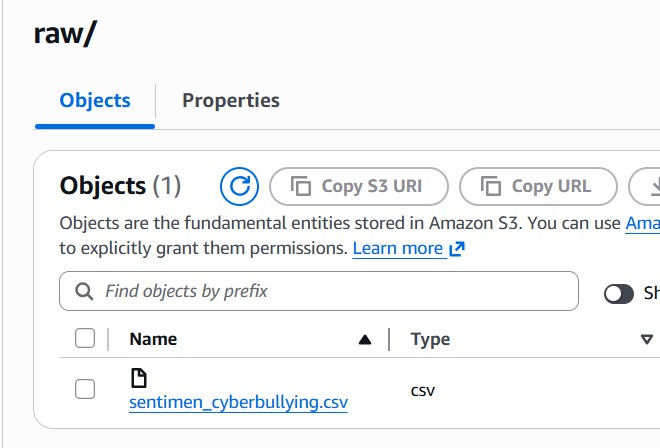 raw/
Objects
Properties
Objects (1)
Copy S3 URI
Copy URL
Objects are the fundamental entities stored in Amazon S3. You can use Ama
to explicitly grant them permissions. Learn more
Find objects by prefix
Sh
Name
Type
sentimen_cyberbullying.csv
csv